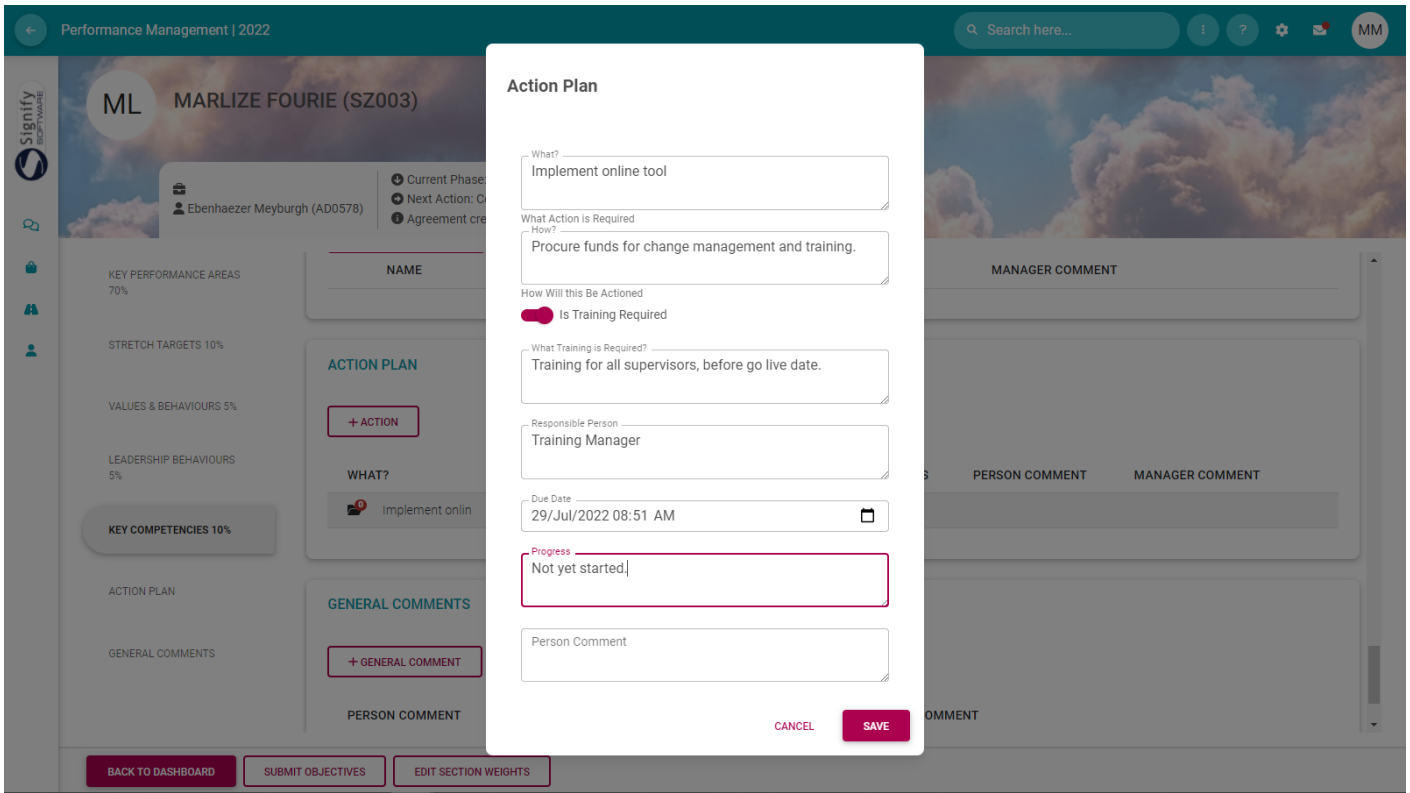 Performance Management | 2022
Search here...
?
MM
Signify
SOFTWARE
ML
MARLIZE FOURIE (SZ003)
Ebenhaezer Meyburgh (AD0578)
Current Phase:
Next Action: C
Agreement cre
KEY PERFORMANCE AREAS
70%
STRETCH TARGETS 10%
VALUES & BEHAVIOURS 5%
LEADERSHIP BEHAVIOURS
5%
KEY COMPETENCIES 10%
ACTION PLAN
GENERAL COMMENTS
NAME
MANAGER COMMENT
ACTION PLAN
+ ACTION
WHAT?
S
PERSON COMMENT
MANAGER COMMENT
0
Implement onlin
GENERAL COMMENTS
+ GENERAL COMMENT
PERSON COMMENT
OMMENT
Action Plan
What?
Implement online tool
What Action is Required
How?
Procure funds for change management and training.
How Will this Be Actioned
Is Training Required
What Training is Required?
Training for all supervisors, before go live date.
Responsible Person
Training Manager
Due Date
29/Jul/2022 08:51 AM
Progress
Not yet started.
Person Comment
CANCEL
SAVE
BACK TO DASHBOARD
SUBMIT OBJECTIVES
EDIT SECTION WEIGHTS